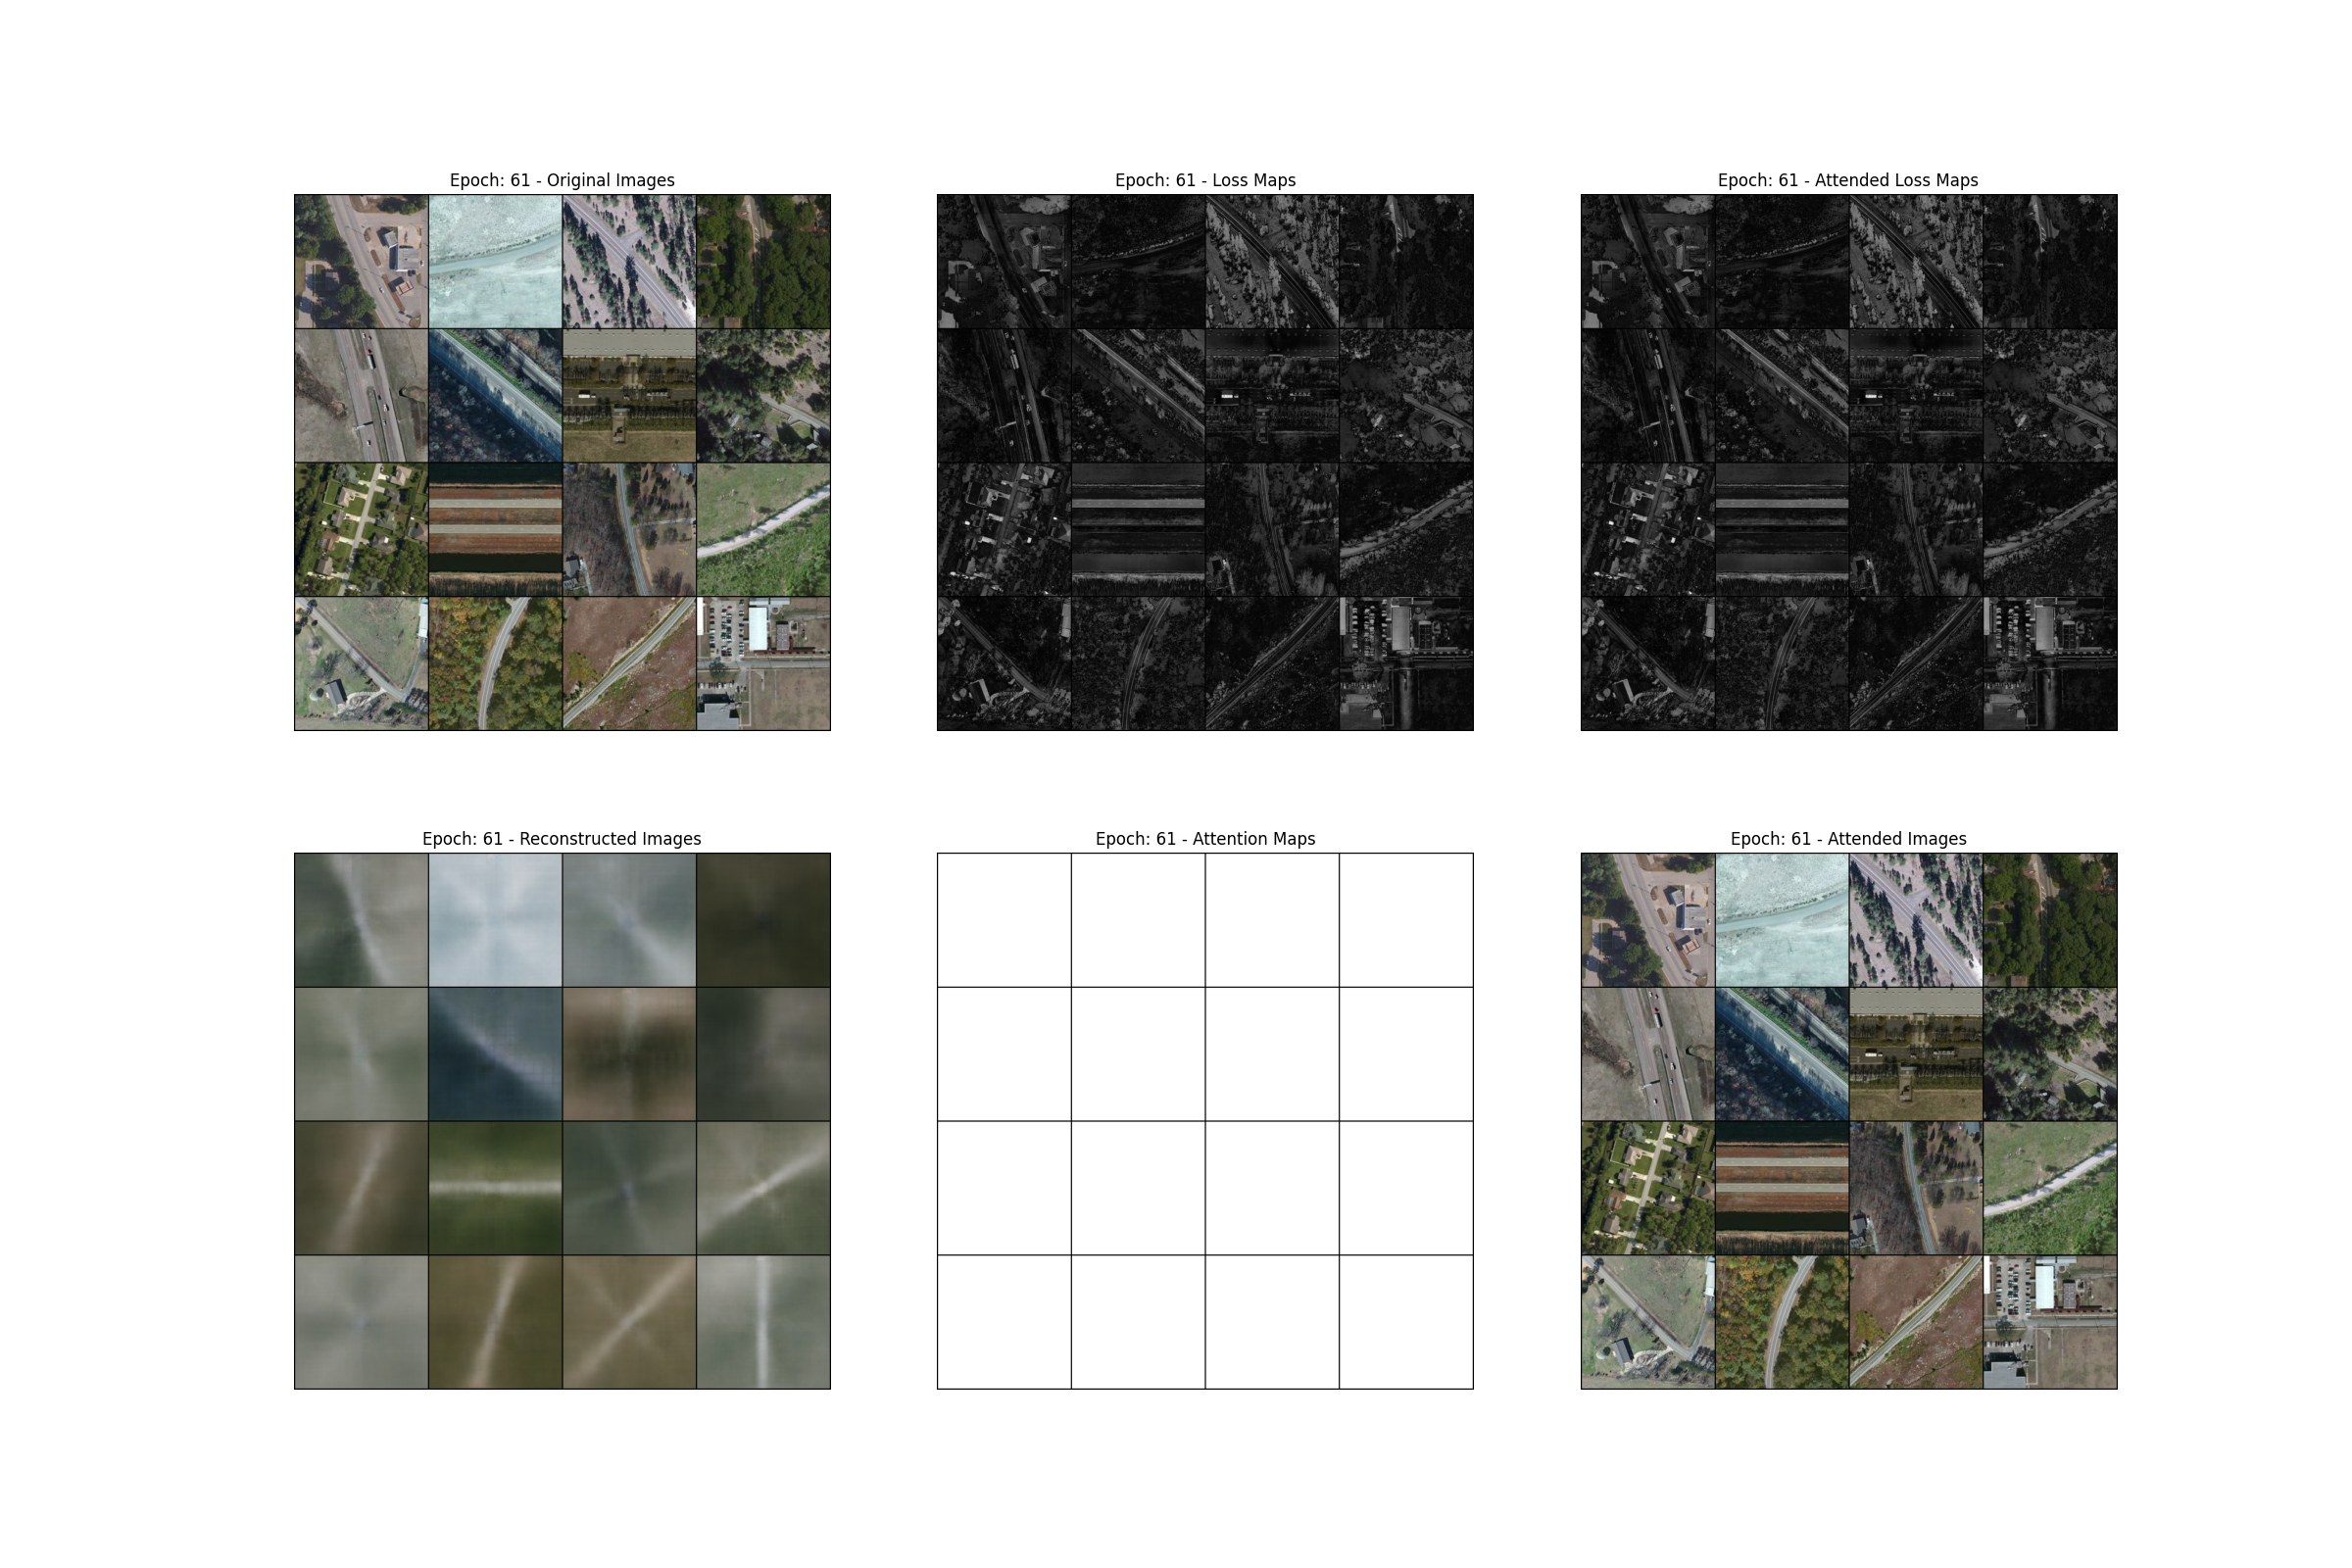 Epoch: 61 - Original Images
Epoch: 61 - Loss Maps
Epoch: 61 - Attended Loss Maps
Epoch: 61 - Reconstructed Images
Epoch: 61 - Attention Maps
Epoch: 61 - Attended Images